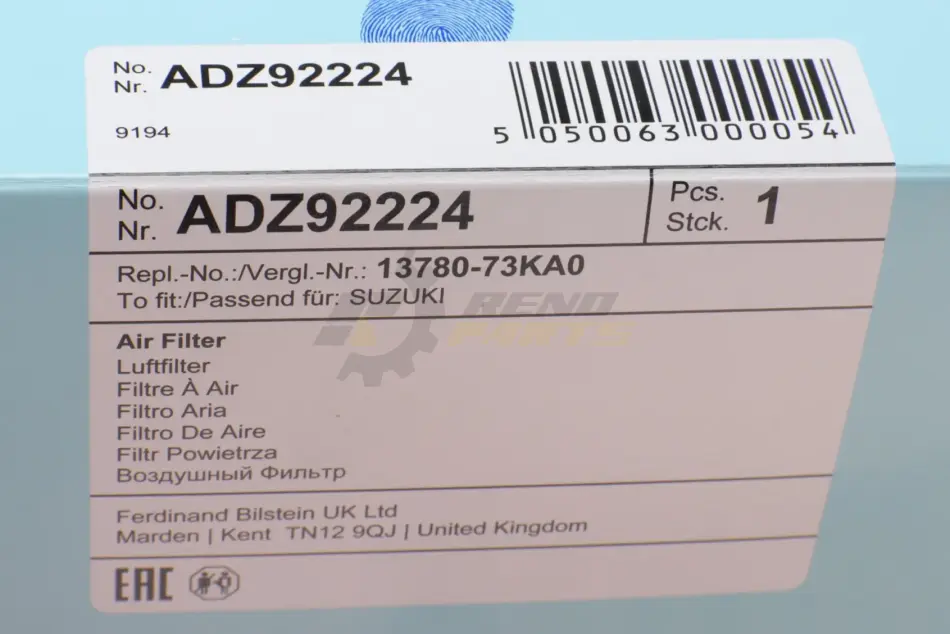 No.
Nr. ADZ92224
9194
5 050063 000054
No.
Nr. ADZ92224
Pcs.
Stck. 1
Repl.-No.:/Vergl.-Nr.: 13780-73KA0
To fit:/Passend für: SUZUKI
RENO
PARTS
Air Filter
Luftfilter
Filtre À Air
Filtro Aria
Filtro De Aire
Filtr Powietrza
Воздушный Фильтр
Ferdinand Bilstein UK Ltd
Marden | Kent TN12 9QJ | United Kingdom
EAC